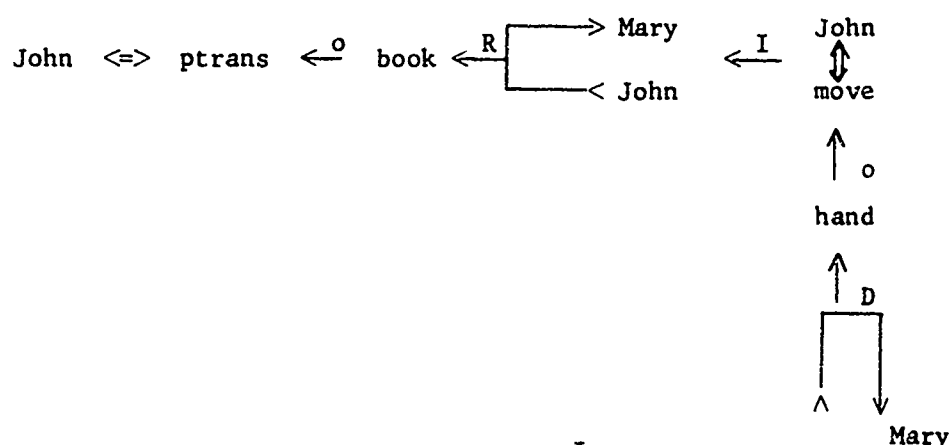 Mary John
John <=> ptrans o book R I
< John move
o
hand
D
Mary